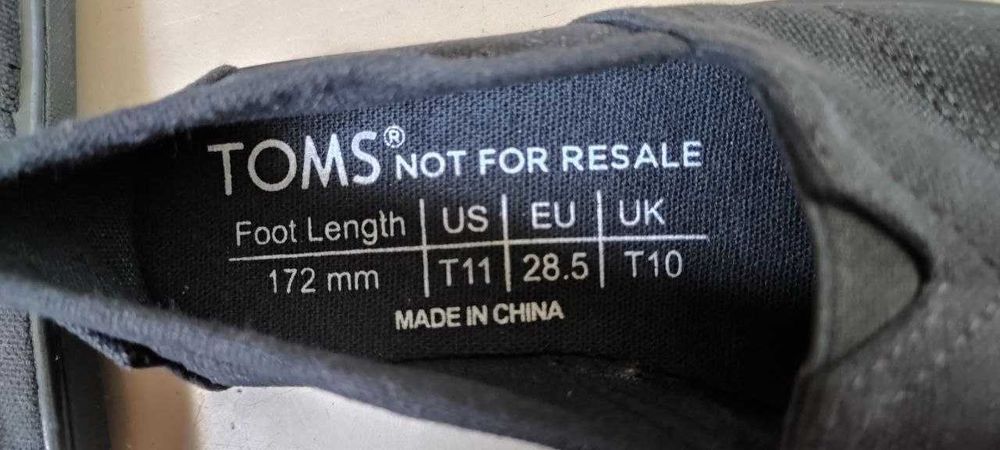 TOMS® NOT FOR RESALE
Foot Length | US | EU | UK
172 mm | T11 | 28.5 | T10
MADE IN CHINA